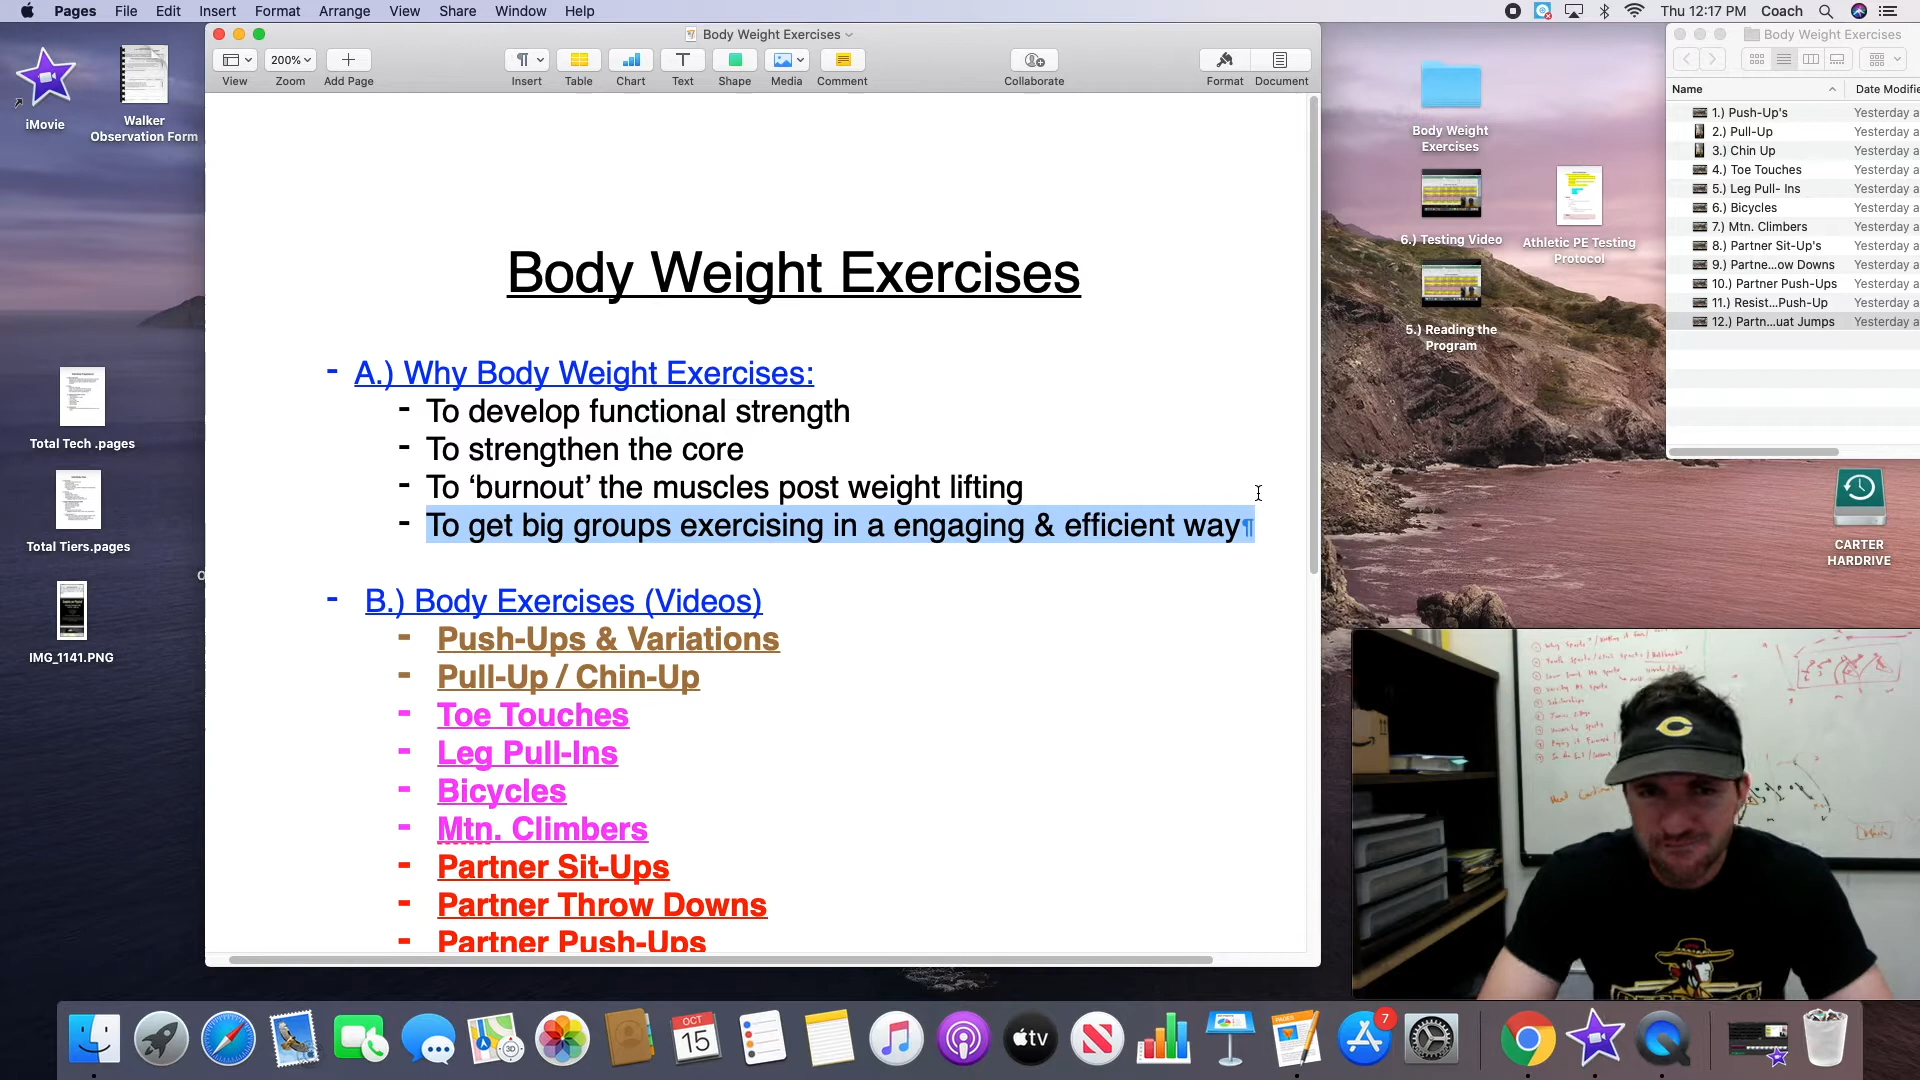 Pages File Edit Insert Format Arrange View Share Window Help
Thu 12:17 PM Coach
Body Weight Exercises
200%
View Zoom Add Page Insert Table Chart Text Shape Media Comment Collaborate Format Document
Body Weight Exercises
- A.) Why Body Weight Exercises:
- To develop functional strength
- To strengthen the core
- To ‘burnout’ the muscles post weight lifting
- To get big groups exercising in a engaging & efficient way¶
- B.) Body Exercises (Videos)
- Push-Ups & Variations
- Pull-Up / Chin-Up
- Toe Touches
- Leg Pull-Ins
- Bicycles
- Mtn. Climbers
- Partner Sit-Ups
- Partner Throw Downs
- Partner Push-Ups
iMovie
Walker
Observation Form
Total Tech .pages
Total Tiers.pages
IMG_1141.PNG
Body Weight
Exercises
6.) Testing Video
Athletic PE Testing
Protocol
5.) Reading the
Program
Body Weight Exercises
Name Date Modifie
1.) Push-Up's Yesterday a
2.) Pull-Up Yesterday a
3.) Chin Up Yesterday a
4.) Toe Touches Yesterday a
5.) Leg Pull- Ins Yesterday a
6.) Bicycles Yesterday a
7.) Mtn. Climbers Yesterday a
8.) Partner Sit-Up's Yesterday a
9.) Partne...ow Downs Yesterday a
10.) Partner Push-Ups Yesterday a
11.) Resist...Push-Up Yesterday a
12.) Partn...uat Jumps Yesterday a
CARTER
HARDRIVE
OCT
15
3D
PAGES
tv
7